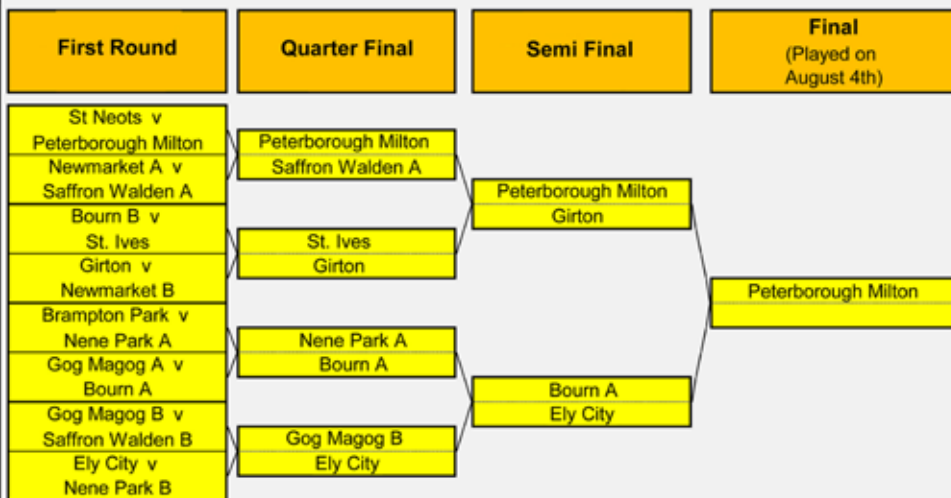 First Round
Quarter Final
Semi Final
Final
(Played on
August 4th)
St Neots v
Peterborough Milton
Newmarket A v
Saffron Walden A
Bourn B v
St. Ives
Girton v
Newmarket B
Brampton Park v
Nene Park A
Gog Magog A v
Bourn A
Gog Magog B v
Saffron Walden B
Ely City v
Nene Park B
Peterborough Milton
Saffron Walden A
St. Ives
Girton
Nene Park A
Bourn A
Gog Magog B
Ely City
Peterborough Milton
Girton
Bourn A
Ely City
Peterborough Milton